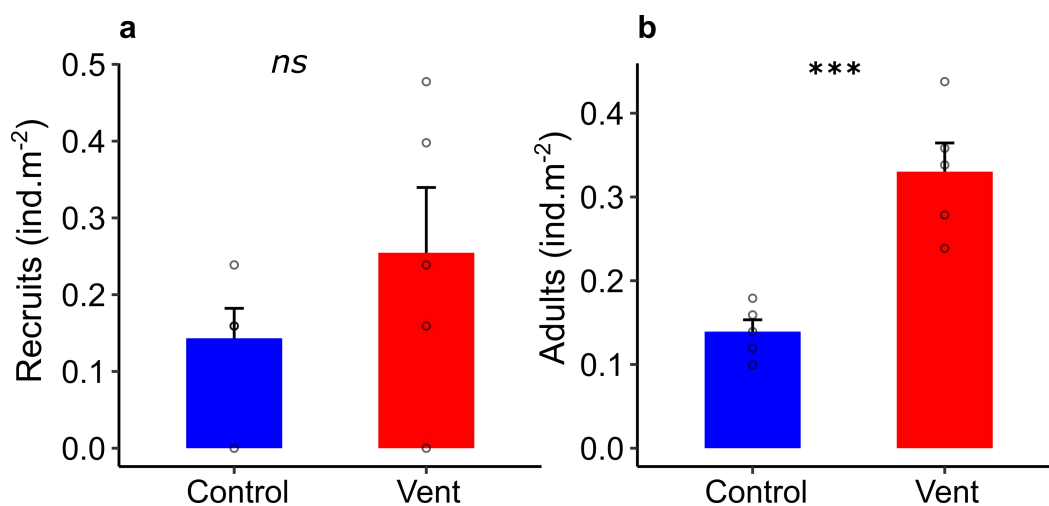 a
ns
Recruits (ind.m⁻²)
0.5
0.4
0.3
0.2
0.1
0.0
Control Vent
b
***
Adults (ind.m⁻²)
0.4
0.3
0.2
0.1
0.0
Control Vent